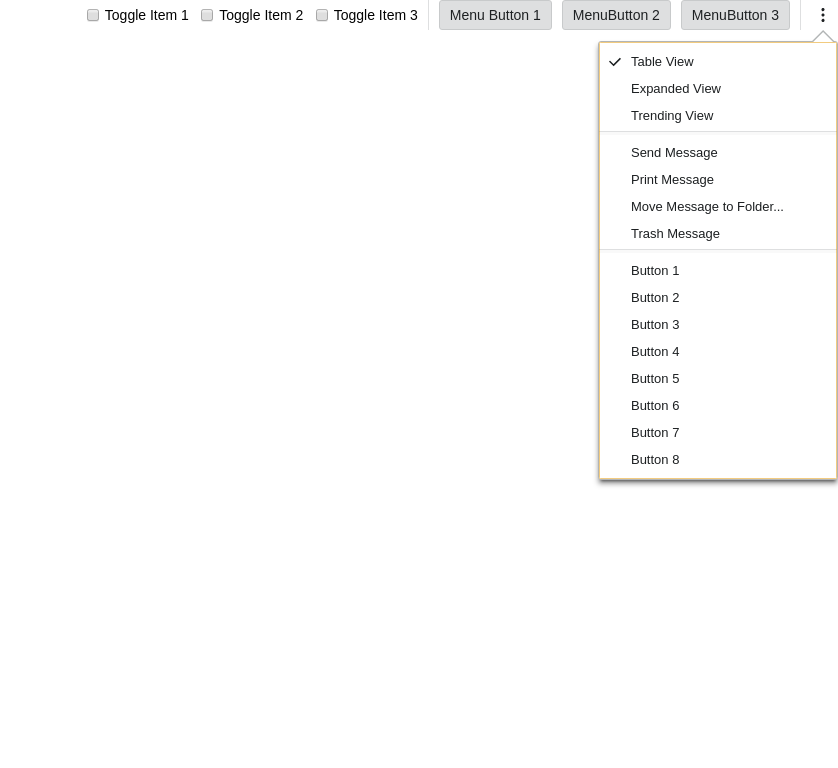 Toggle Item 1 Toggle Item 2 Toggle Item 3 Menu Button 1 MenuButton 2 MenuButton 3
Table View
Expanded View
Trending View
Send Message
Print Message
Move Message to Folder...
Trash Message
Button 1
Button 2
Button 3
Button 4
Button 5
Button 6
Button 7
Button 8